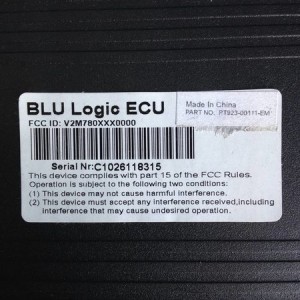 BLU Logic ECU
FCC ID: V2M780XXX0000
Made In China
PART NO. PT923-00111-EM
Serial Nr:C1026118315
This device complies with part 15 of the FCC Rules.
Operation is subject to the following two conditions:
(1) This device may not cause harmful interference.
(2) This device must accept any interference received,including
interference that may cause undesired operation.